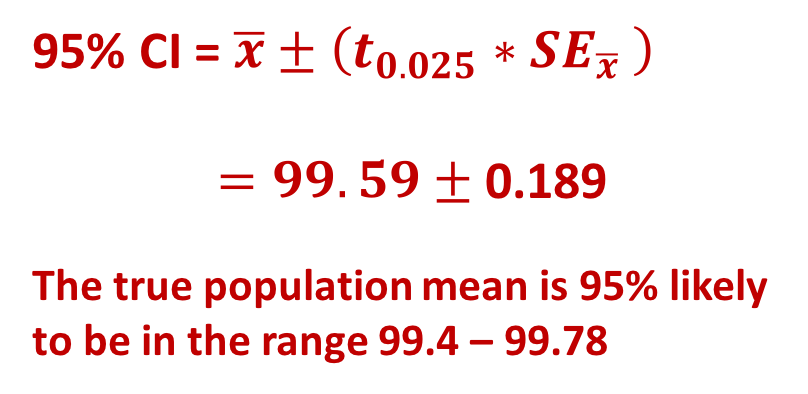 95% CI = x̅ ± (t₀.₀₂₅ * SEx̅ )
= 99.59 ± 0.189
The true population mean is 95% likely
to be in the range 99.4 – 99.78